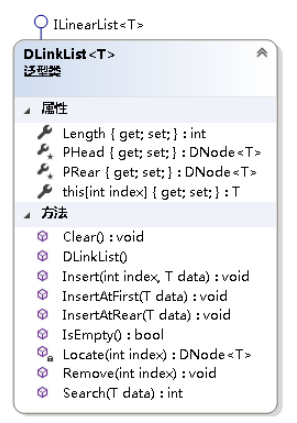 ILinearList<T>
DLinkList<T>
泛型类
属性
Length { get; set; } : int
PHead { get; set; } : DNode<T>
PRear { get; set; } : DNode<T>
this[int index] { get; set; } : T
方法
Clear() : void
DLinkList()
Insert(int index, T data) : void
InsertAtFirst(T data) : void
InsertAtRear(T data) : void
IsEmpty() : bool
Locate(int index) : DNode<T>
Remove(int index) : void
Search(T data) : int